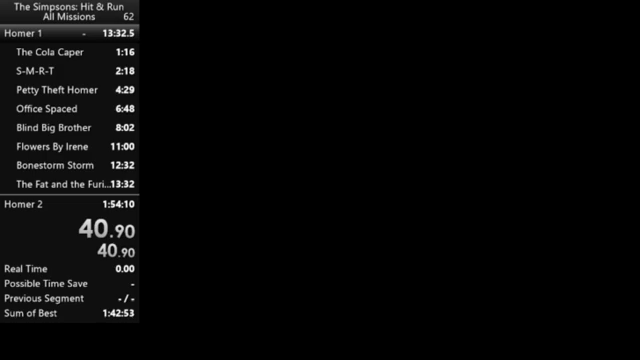 The Simpsons: Hit & Run
All Missions 62
Homer 1 - 13:32.5
The Cola Caper 1:16
S-M-R-T 2:18
Petty Theft Homer 4:29
Office Spaced 6:48
Blind Big Brother 8:02
Flowers By Irene 11:00
Bonestorm Storm 12:32
The Fat and the Furi...13:32
Homer 2 1:54:10
40.90
40.90
Real Time 0.00
Possible Time Save -
Previous Segment - / -
Sum of Best 1:42:53